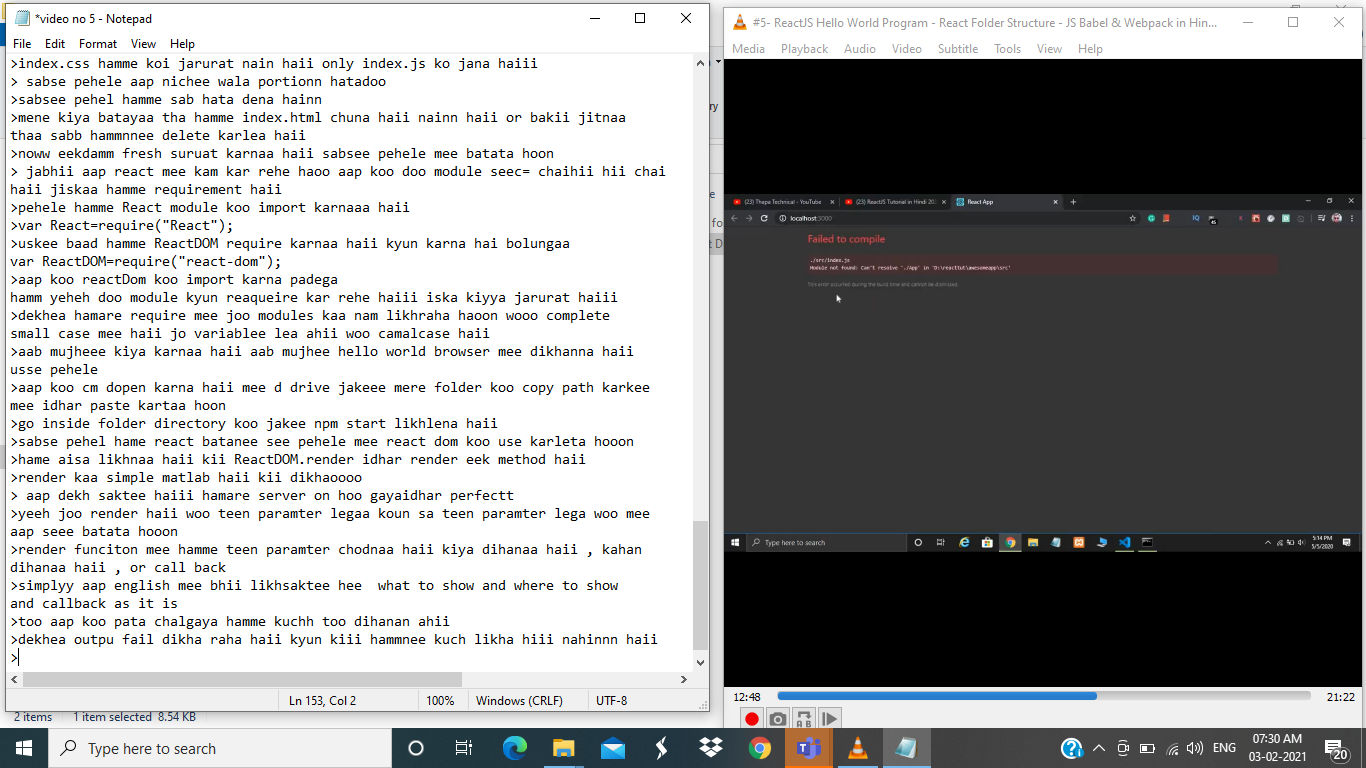 *video no 5 - Notepad
File Edit Format View Help
>index.css hamme koi jarurat nain haii only index.js ko jana haiii
> sabse pehele aap nichee wala portionn hatadoo
>sabsee pehel hamme sab hata dena hainn
>mene kiya batayaa tha hamme index.html chuna haii nainn haii or bakii jitnaa
thaa sabb hammnnee delete karlea haii
>noww eekdamm fresh suruat karnaa haii sabsee pehele mee batata hoon
> jabhii aap react mee kam kar rehe haoo aap koo doo module seec= chaihii hii chai
haii jiskaa hamme requirement haii
>pehele hamme React module koo import karnaaa haii
>var React=require("React");
>uskee baad hamme ReactDOM require karnaa haii kyun karna hai bolungaa
var ReactDOM=require("react-dom");
>aap koo reactDom koo import karna padega
hamm yeheh doo module kyun reaqueire kar rehe haiii iska kiyya jarurat haiii
>dekhea hamare require mee joo modules kaa nam likhraha haoon wooo complete
small case mee haii jo variablee lea ahii woo camalcase haii
>aab mujheee kiya karnaa haii aab mujhee hello world browser mee dikhanna haii
usse pehele
>aap koo cm dopen karna haii mee d drive jakeee mere folder koo copy path karkee
mee idhar paste kartaa hoon
>go inside folder directory koo jakee npm start likhlena haii
>sabse pehel hame react batanee see pehele mee react dom koo use karleta hooon
>hame aisa likhnaa haii kii ReactDOM.render idhar render eek method haii
>render kaa simple matlab haii kii dikhaoooo
> aap dekh saktee haiii hamare server on hoo gayaidhar perfectt
>yeeh joo render haii woo teen paramter legaa koun sa teen paramter lega woo mee
aap seee batata hooon
>render funciton mee hamme teen paramter chodnaa haii kiya dihanaa haii , kahan
dihanaa haii , or call back
>simplyy aap english mee bhii likhsaktee hee  what to show and where to show
and callback as it is
>too aap koo pata chalgaya hamme kuchh too dihanan ahii
>dekhea outpu fail dikha raha haii kyun kiii hammnee kuch likha hiii nahinnn haii
>
Ln 153, Col 2 100% Windows (CRLF) UTF-8
2 items 1 item selected 8.54 KB
#5- ReactJS Hello World Program - React Folder Structure - JS Babel & Webpack in Hin...
Media Playback Audio Video Subtitle Tools View Help
(23) Thapa Technical - YouTube (23) ReactJS Tutorial in Hindi 20 React App
localhost:3000
Failed to compile
./src/index.js
Module not found: Can't resolve './App' in 'D:\reacttut\awesomeapp\src'
This error occurred during the build time and cannot be dismissed.
Type here to search
5:14 PM
5/5/2020
12:48 21:22
Type here to search
ENG
07:30 AM
03-02-2021
20